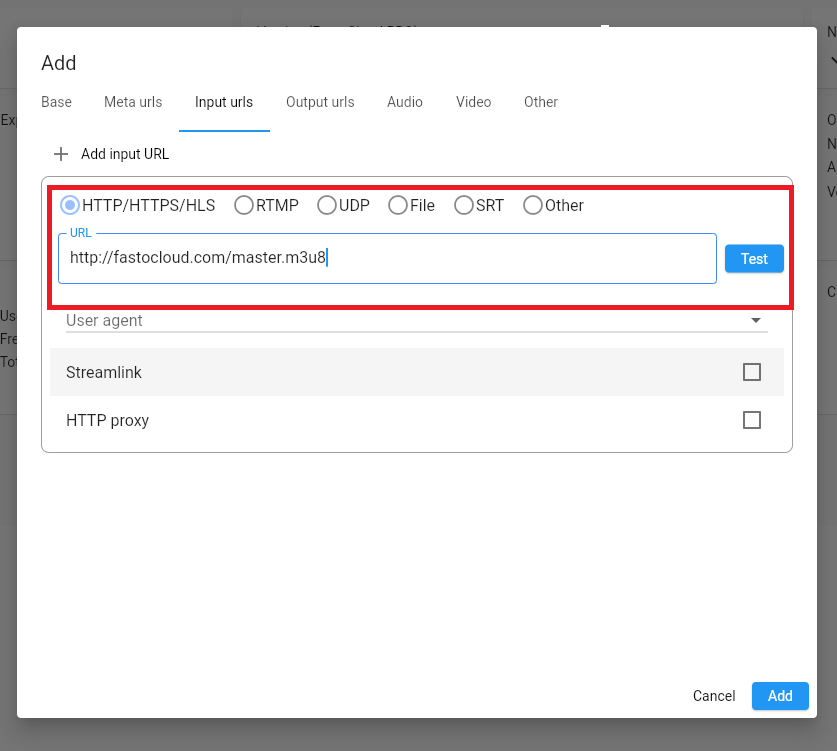 Add
Base Meta urls Input urls Output urls Audio Video Other
Add input URL
HTTP/HTTPS/HLS RTMP UDP File SRT Other
URL
http://fastocloud.com/master.m3u8 Test
User agent
Streamlink
HTTP proxy
Cancel Add